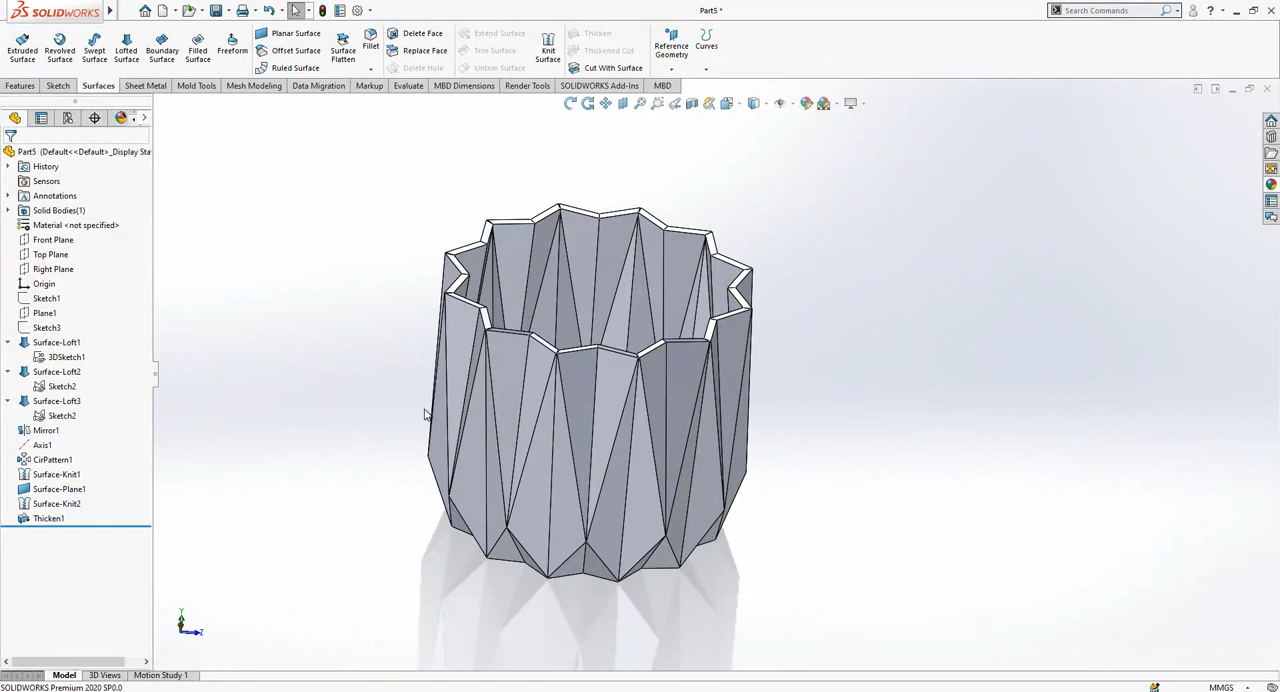 SOLIDWORKS
Part5 *
Search Commands
Extruded Surface
Revolved Surface
Swept Surface
Lofted Surface
Boundary Surface
Filled Surface
Freeform
Planar Surface
Offset Surface
Ruled Surface
Surface Flatten
Fillet
Delete Face
Replace Face
Delete Hole
Extend Surface
Trim Surface
Untrim Surface
Knit Surface
Thicken
Thickened Cut
Cut With Surface
Reference Geometry
Curves
Features
Sketch
Surfaces
Sheet Metal
Mold Tools
Mesh Modeling
Data Migration
Markup
Evaluate
MBD Dimensions
Render Tools
SOLIDWORKS Add-Ins
MBD
Part5 (Default<<Default>_Display Sta
History
Sensors
Annotations
Solid Bodies(1)
Material <not specified>
Front Plane
Top Plane
Right Plane
Origin
Sketch1
Plane1
Sketch3
Surface-Loft1
3DSketch1
Surface-Loft2
Sketch2
Surface-Loft3
Sketch2
Mirror1
Axis1
CirPattern1
Surface-Knit1
Surface-Plane1
Surface-Knit2
Thicken1
Y
Z
Model
3D Views
Motion Study 1
SOLIDWORKS Premium 2020 SP0.0
MMGS